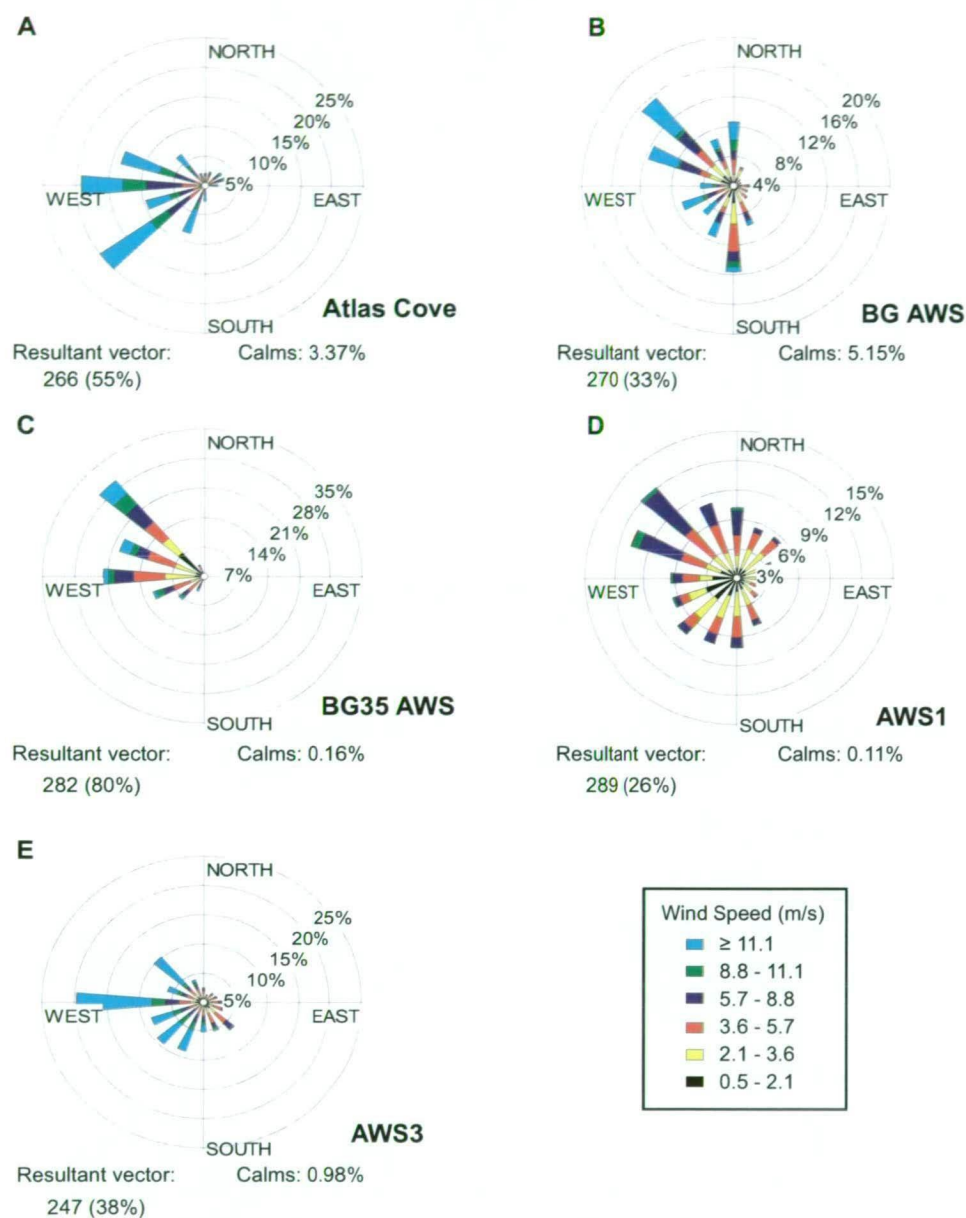 A
NORTH
25%
20%
15%
10%
5%
WEST
EAST
SOUTH
Atlas Cove
Resultant vector:
266 (55%)
Calms: 3.37%
B
NORTH
20%
16%
12%
8%
4%
WEST
EAST
SOUTH
BG AWS
Resultant vector:
270 (33%)
Calms: 5.15%
C
NORTH
35%
28%
21%
14%
7%
WEST
EAST
SOUTH
BG35 AWS
Resultant vector:
282 (80%)
Calms: 0.16%
D
NORTH
15%
12%
9%
6%
3%
WEST
EAST
SOUTH
AWS1
Resultant vector:
289 (26%)
Calms: 0.11%
E
NORTH
25%
20%
15%
10%
5%
WEST
EAST
SOUTH
AWS3
Resultant vector:
247 (38%)
Calms: 0.98%
Wind Speed (m/s)
≥ 11.1
8.8 - 11.1
5.7 - 8.8
3.6 - 5.7
2.1 - 3.6
0.5 - 2.1